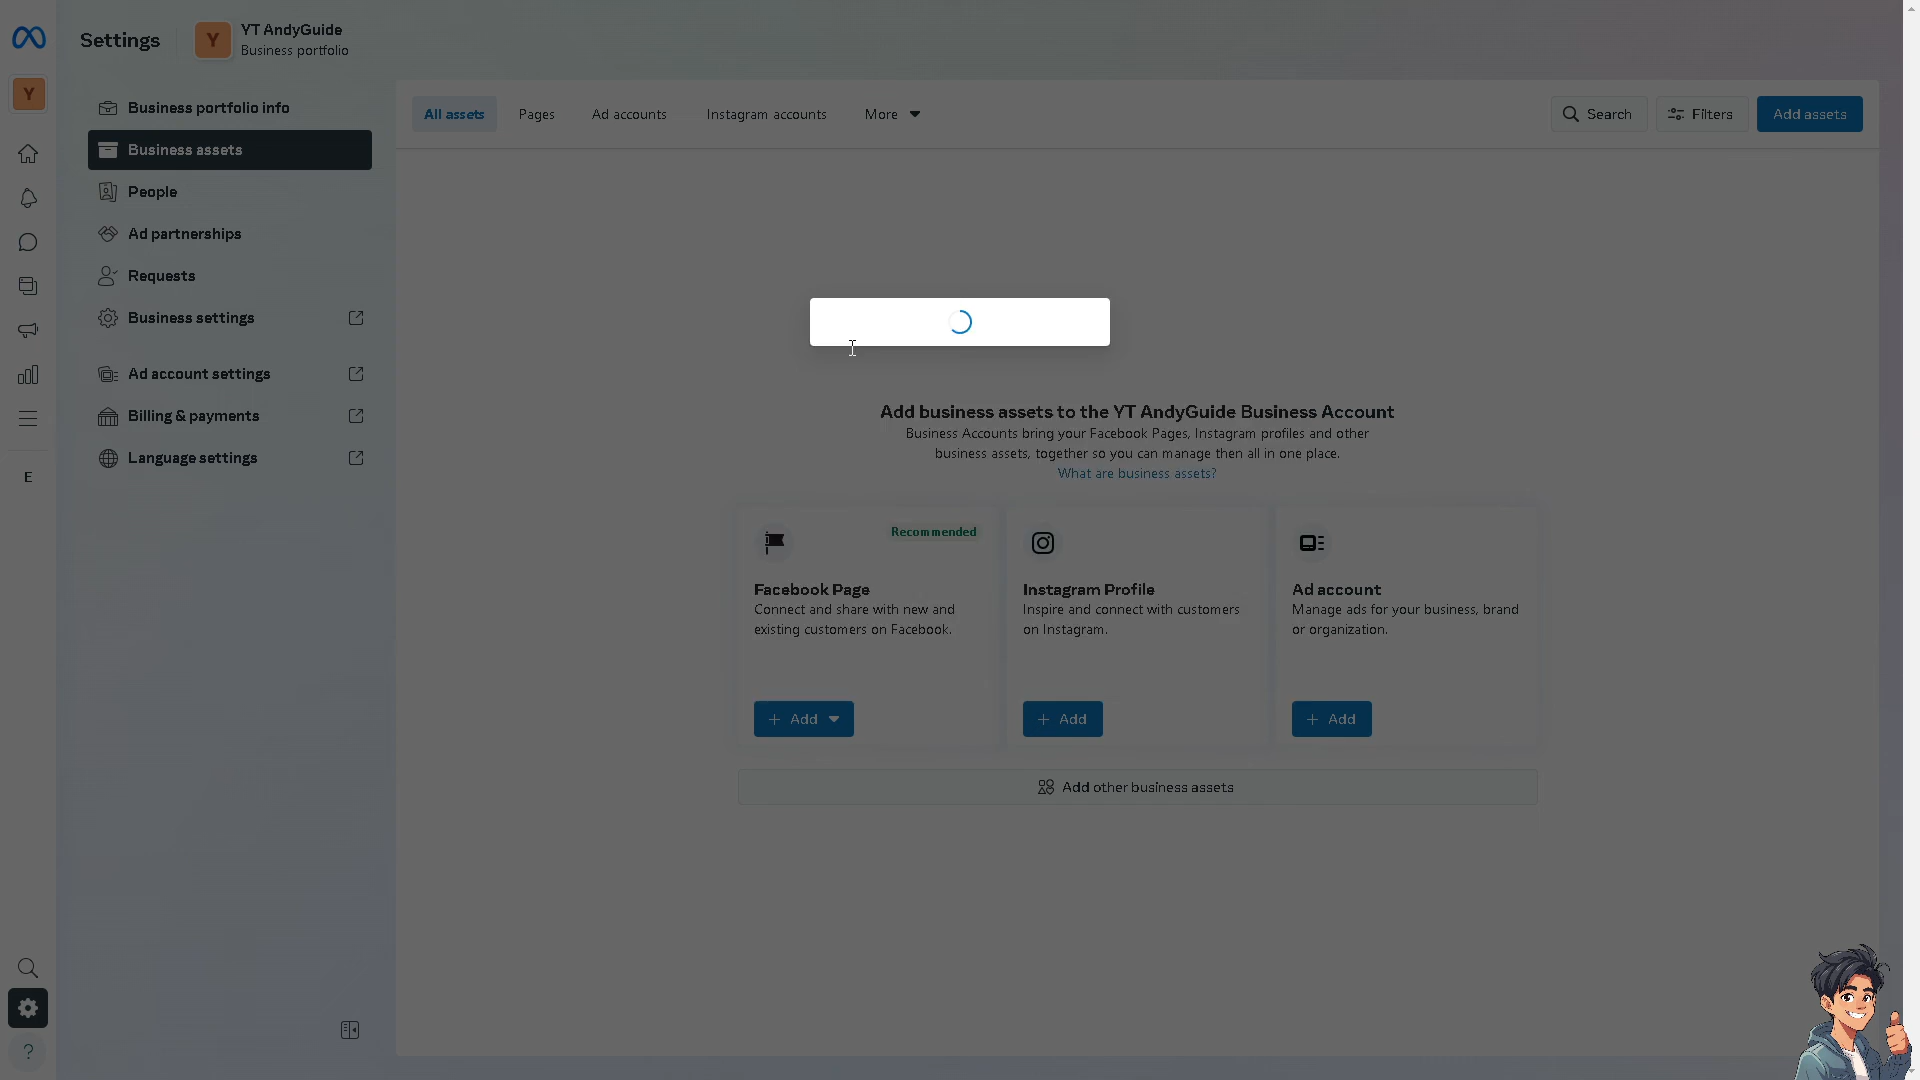 Settings
Y
YT AndyGuide
Business portfolio
Y
Business portfolio info
Business assets
People
Ad partnerships
Requests
Business settings
Ad account settings
Billing & payments
Language settings
E
?
All assets
Pages
Ad accounts
Instagram accounts
More
Search
Filters
Add assets
Add business assets to the YT AndyGuide Business Account
Business Accounts bring your Facebook Pages, Instagram profiles and other
business assets, together so you can manage then all in one place.
What are business assets?
Recommended
Facebook Page
Connect and share with new and
existing customers on Facebook.
+ Add
Instagram Profile
Inspire and connect with customers
on Instagram.
+ Add
Ad account
Manage ads for your business, brand
or organization.
+ Add
Add other business assets